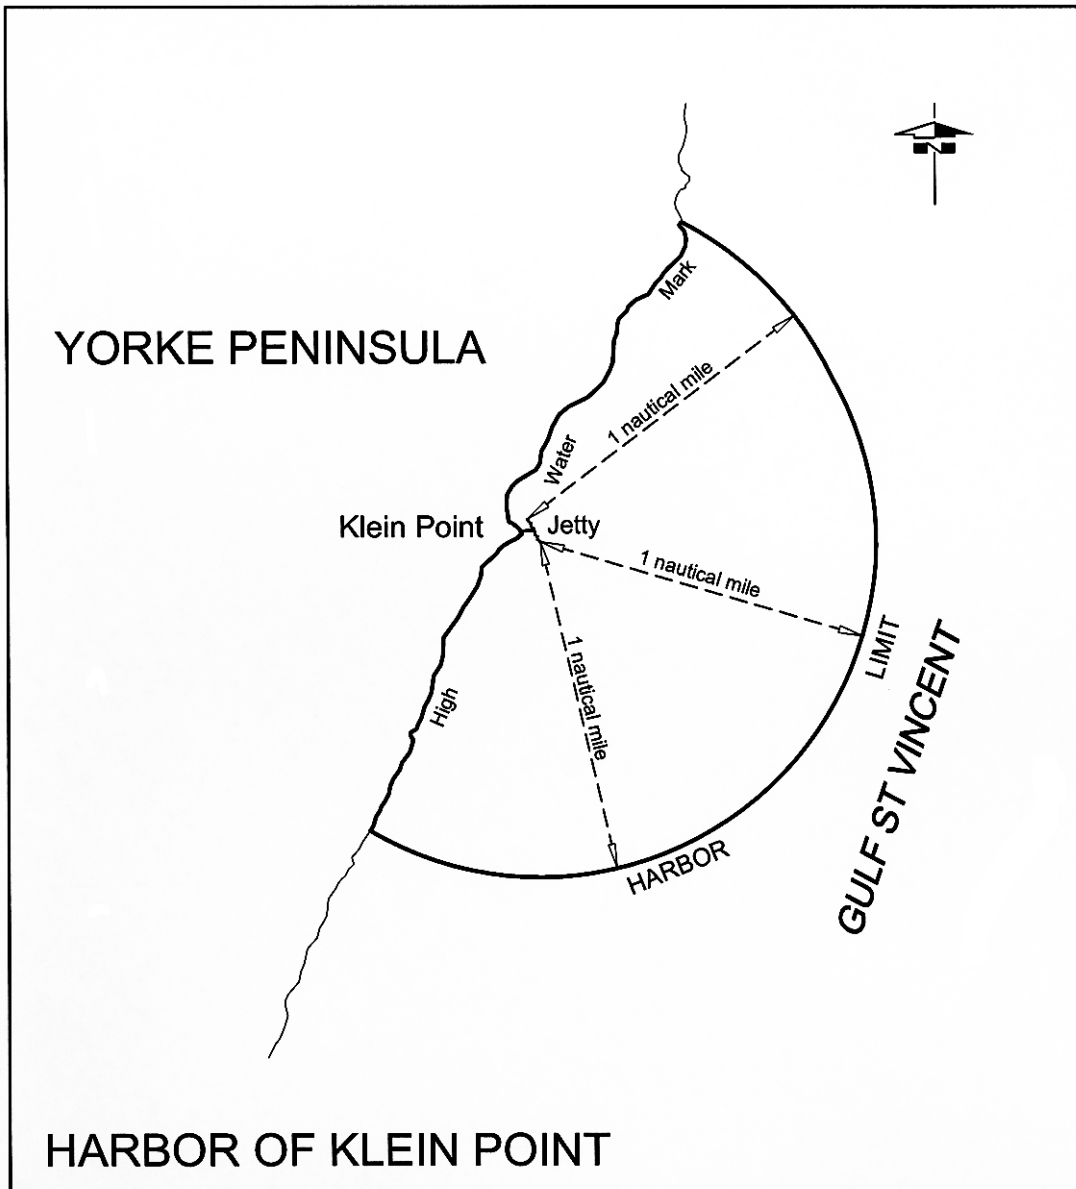 N
Mark
YORKE PENINSULA
1 nautical mile
Water
Klein Point
Jetty
1 nautical mile
LIMIT
1 nautical mile
High
GULF ST VINCENT
HARBOR
HARBOR OF KLEIN POINT